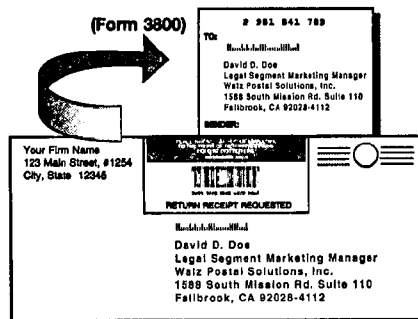 (Form 3800)
2 981 841 789
TO:
David D. Doe
Legal Segment Marketing Manager
Walz Postal Solutions, Inc.
1588 South Mission Rd. Suite 110
Fallbrook, CA 92028-4112
SENDER:
Your Firm Name
123 Main Street, #1254
City, State 12345
RETURN RECEIPT REQUESTED
David D. Doe
Legal Segment Marketing Manager
Walz Postal Solutions, Inc.
1588 South Mission Rd. Suite 110
Fallbrook, CA 92028-4112